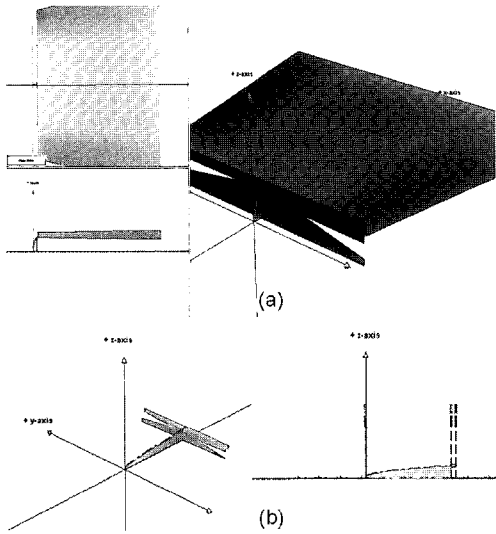 + z-axis
+ x-axis
(a)
+ z-axis
+ y-axis
+ z-axis
(b)